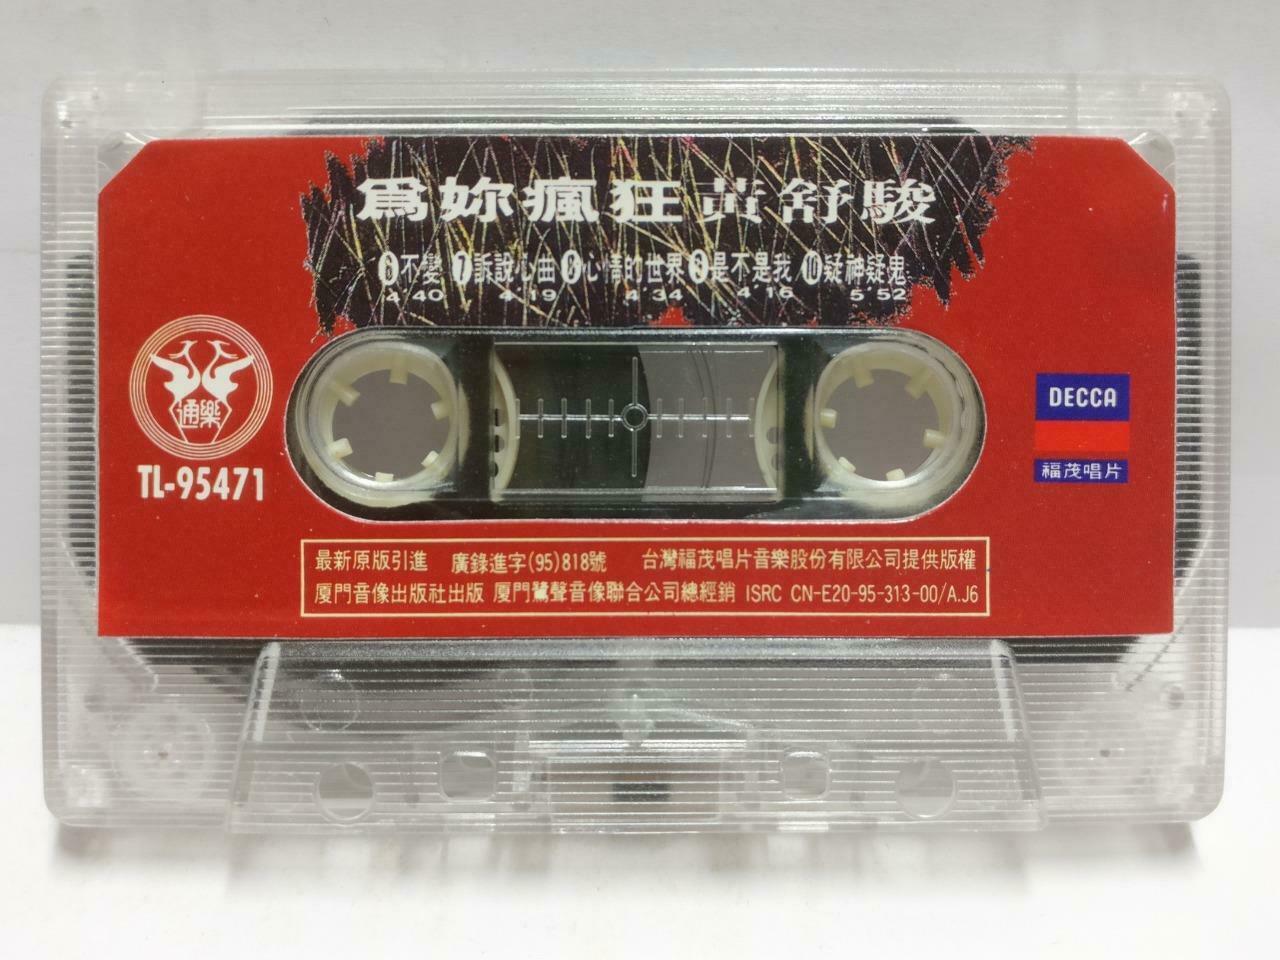 為妳瘋狂 黃舒駿
6不變 7訴說心曲 8心情的世界 9是不是我 10疑神疑鬼
4'40 4'19 4'34 4'16 5'52
通樂
TL-95471
DECCA
福茂唱片
最新原版引進 廣錄進字(95)818號 台灣福茂唱片音樂股份有限公司提供版權
厦門音像出版社出版 厦門鷺聲音像聯合公司總經銷 ISRC CN-E20-95-313-00/A.J6